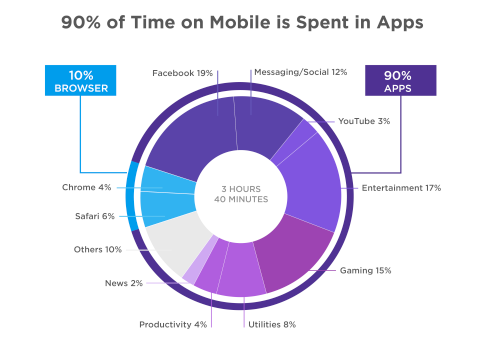 90% of Time on Mobile is Spent in Apps
10%
BROWSER
Facebook 19%
Messaging/Social 12%
90%
APPS
YouTube 3%
Chrome 4%
3 HOURS
40 MINUTES
Entertainment 17%
Safari 6%
Others 10%
Gaming 15%
News 2%
Productivity 4%
Utilities 8%